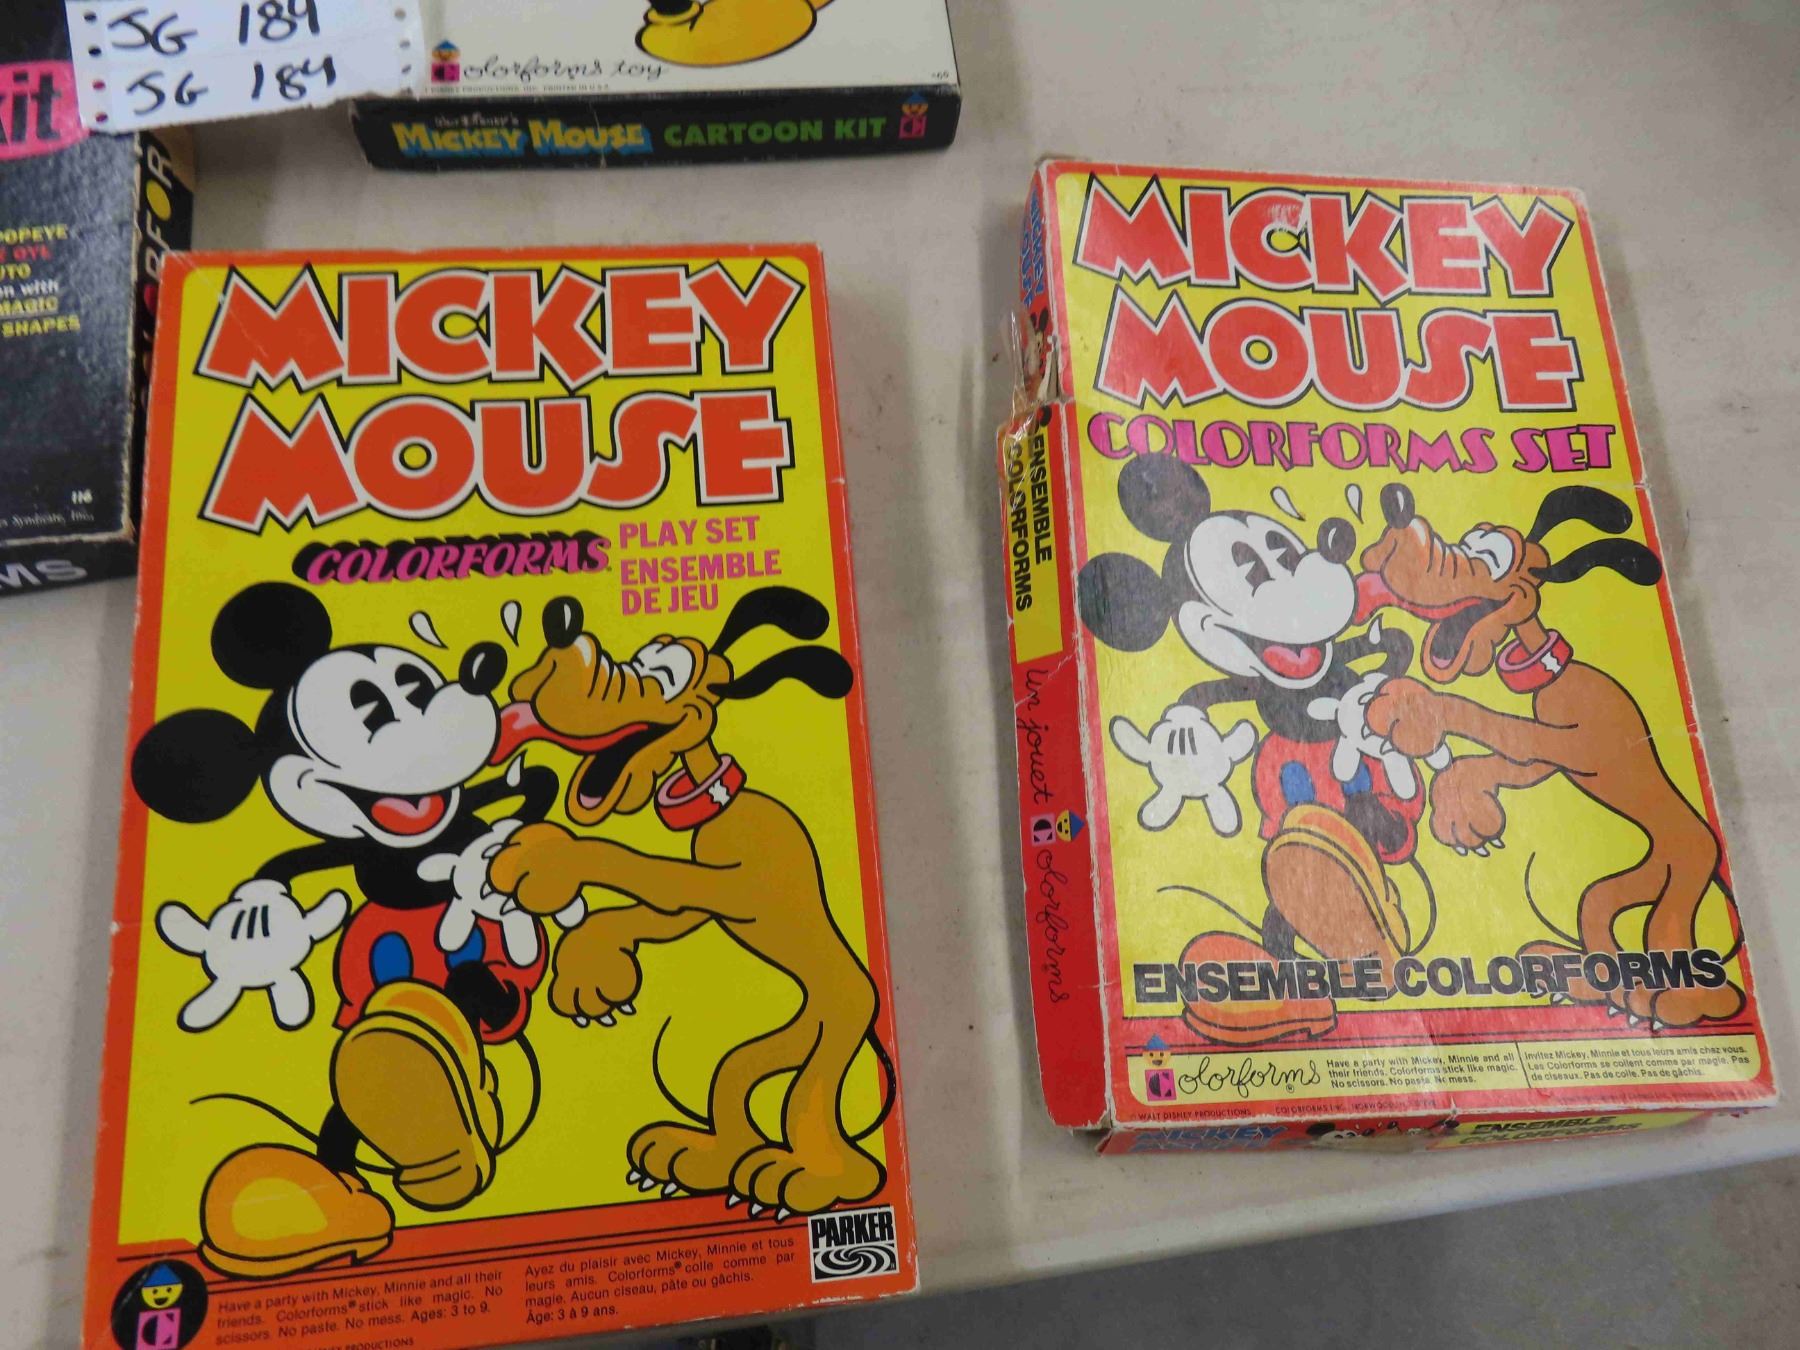 JG 184
JG 184
Colorforms toy
Walt Disney's
MICKEY MOUSE CARTOON KIT
kit
POPEYE
OYL
with
MAGIC
SHAPES
116
MICKEY
MOUSE
COLORFORMS
PLAY SET
ENSEMBLE
DE JEU
PARKER
Have a party with Mickey, Minnie and all their
friends. Colorforms® stick like magic. No
scissors. No paste. No mess. Ages: 3 to 9.
Ayez du plaisir avec Mickey, Minnie et tous
leurs amis. Colorforms® colle comme par
magie. Aucun ciseau, pâte ou gâchis.
Âge: 3 à 9 ans.
PRODUCTIONS
MICKEY
MOUSE
COLORFORMS SET
ENSEMBLE COLORFORMS
ENSEMBLE
COLORFORMS
Un jouet Colorforms
Colorforms®
Have a party with Mickey, Minnie and all
their friends. Colorforms stick like magic.
No scissors. No paste. No mess.
Invitez Mickey, Minnie et tous leurs amis chez vous.
Les Colorforms se collent comme par magie. Pas
de ciseaux. Pas de colle. Pas de gâchis.
© WALT DISNEY PRODUCTIONS
MICKEY
ENSEMBLE
COLORFORMS